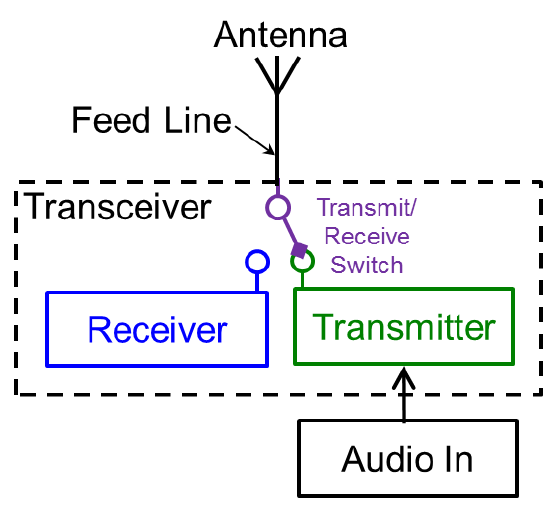 Antenna
Feed Line
Transceiver
Transmit/
Receive
Switch
Receiver
Transmitter
Audio In